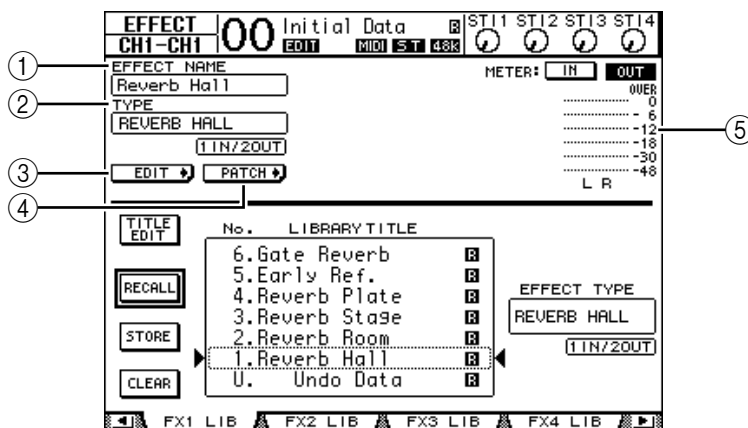 EFFECT
CH1-CH1
00
Initial Data R
EDIT MIDI ST 48K
STI1 STI2 STI3 STI4
1
EFFECT NAME
Reverb Hall
2
TYPE
REVERB HALL
1IN/2OUT
3
EDIT
PATCH
4
METER: IN OUT
OVER
0
- 6
-12
-18
-30
-48
L R
5
TITLE EDIT
RECALL
STORE
CLEAR
No. LIBRARY TITLE
6.Gate Reverb R
5.Early Ref. R
4.Reverb Plate R
3.Reverb Stage R
2.Reverb Room R
1.Reverb Hall R
U. Undo Data R
EFFECT TYPE
REVERB HALL
1IN/2OUT
FX1 LIB FX2 LIB FX3 LIB FX4 LIB